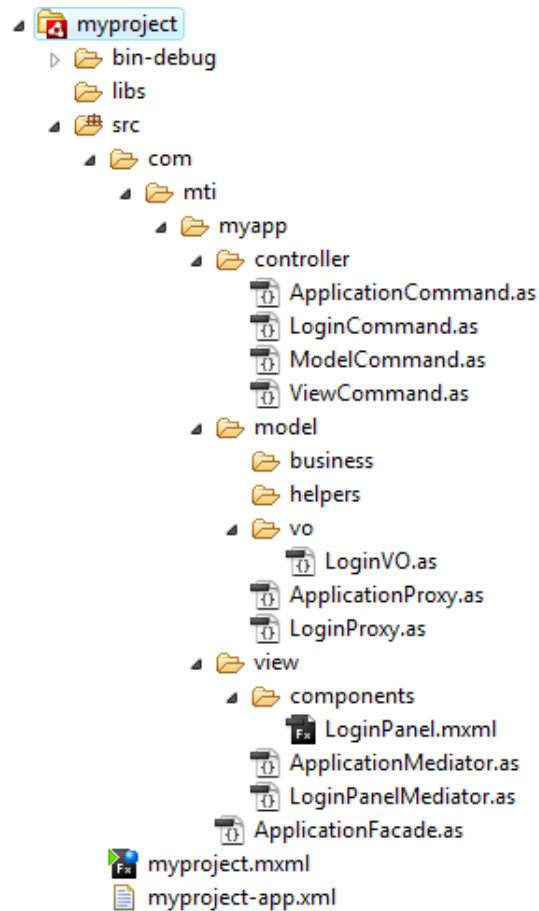 myproject
bin-debug
libs
src
com
mti
myapp
controller
ApplicationCommand.as
LoginCommand.as
ModelCommand.as
ViewCommand.as
model
business
helpers
vo
LoginVO.as
ApplicationProxy.as
LoginProxy.as
view
components
LoginPanel.mxml
ApplicationMediator.as
LoginPanelMediator.as
ApplicationFacade.as
myproject.mxml
myproject-app.xml